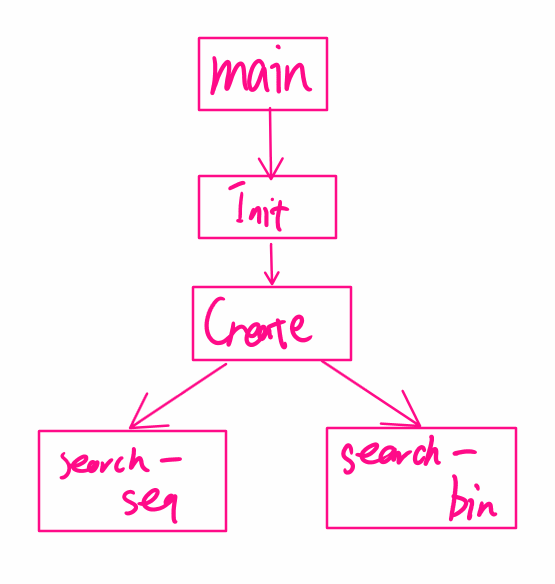 main
Init
Create
search-
seq
search-
bin